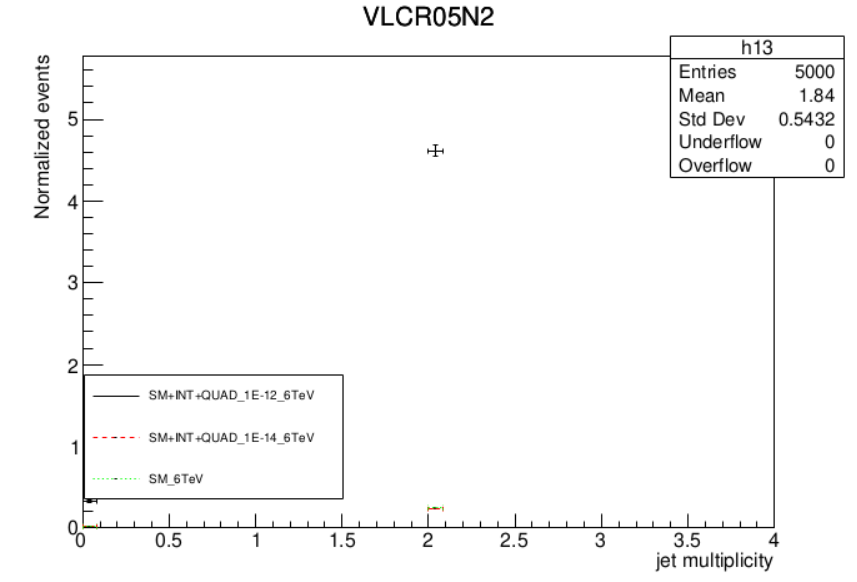 VLCR05N2
h13
Entries 5000
Mean 1.84
Std Dev 0.5432
Underflow 0
Overflow 0
Normalized events
5
4
3
2
1
0
SM+INT+QUAD_1E-12_6TeV
SM+INT+QUAD_1E-14_6TeV
SM_6TeV
0 0.5 1 1.5 2 2.5 3 3.5 4
jet multiplicity